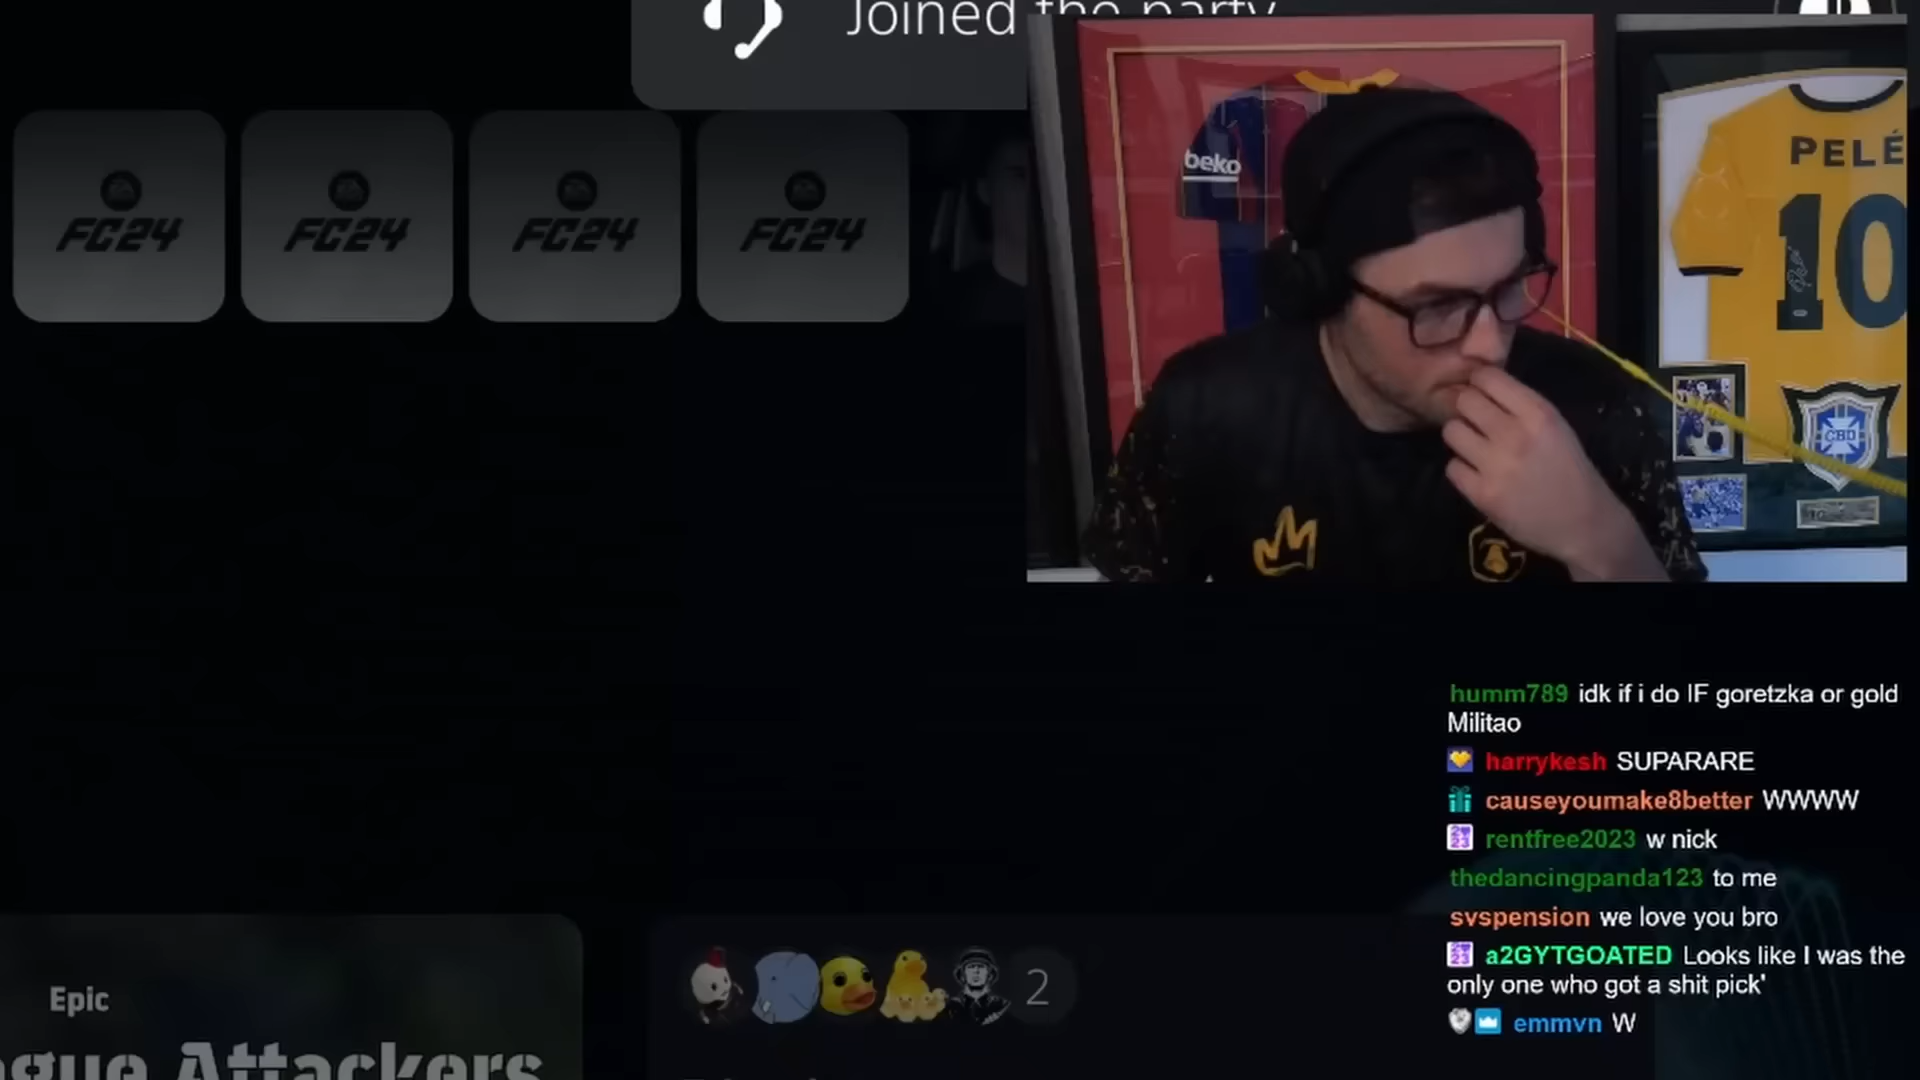 Joined the party
FC24
FC24
FC24
FC24
beko
PELÉ
10
CBD
humm789 idk if i do IF goretzka or gold
Militao
harrykesh SUPARARE
causeyoumake8better WWWW
rentfree2023 w nick
thedancingpanda123 to me
svspension we love you bro
a2GYTGOATED Looks like I was the
only one who got a shit pick'
emmvn W
2
Epic
Attackers